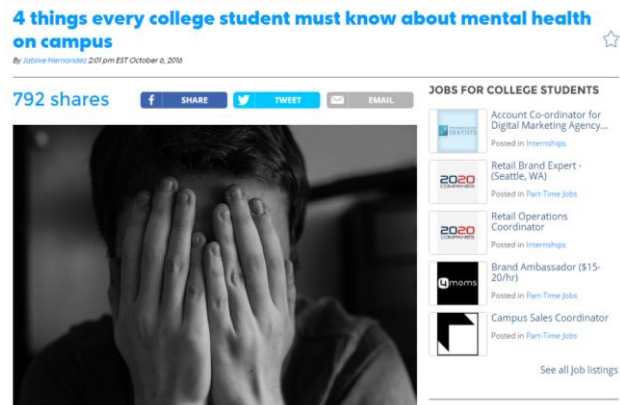 4 things every college student must know about mental health
on campus
By Jatsive Hernandez 2:01 pm EST October 6, 2016
792 shares
SHARE
TWEET
EMAIL
JOBS FOR COLLEGE STUDENTS
Account Co-ordinator for
Digital Marketing Agency...
Posted in Internships
2020
COMPANIES
Retail Brand Expert -
(Seattle, WA)
Posted in Part-Time Jobs
2020
COMPANIES
Retail Operations
Coordinator
Posted in Internships
4moms
Brand Ambassador ($15-
20/hr)
Posted in Part-Time Jobs
Campus Sales Coordinator
Posted in Part-Time Jobs
See all Job listings